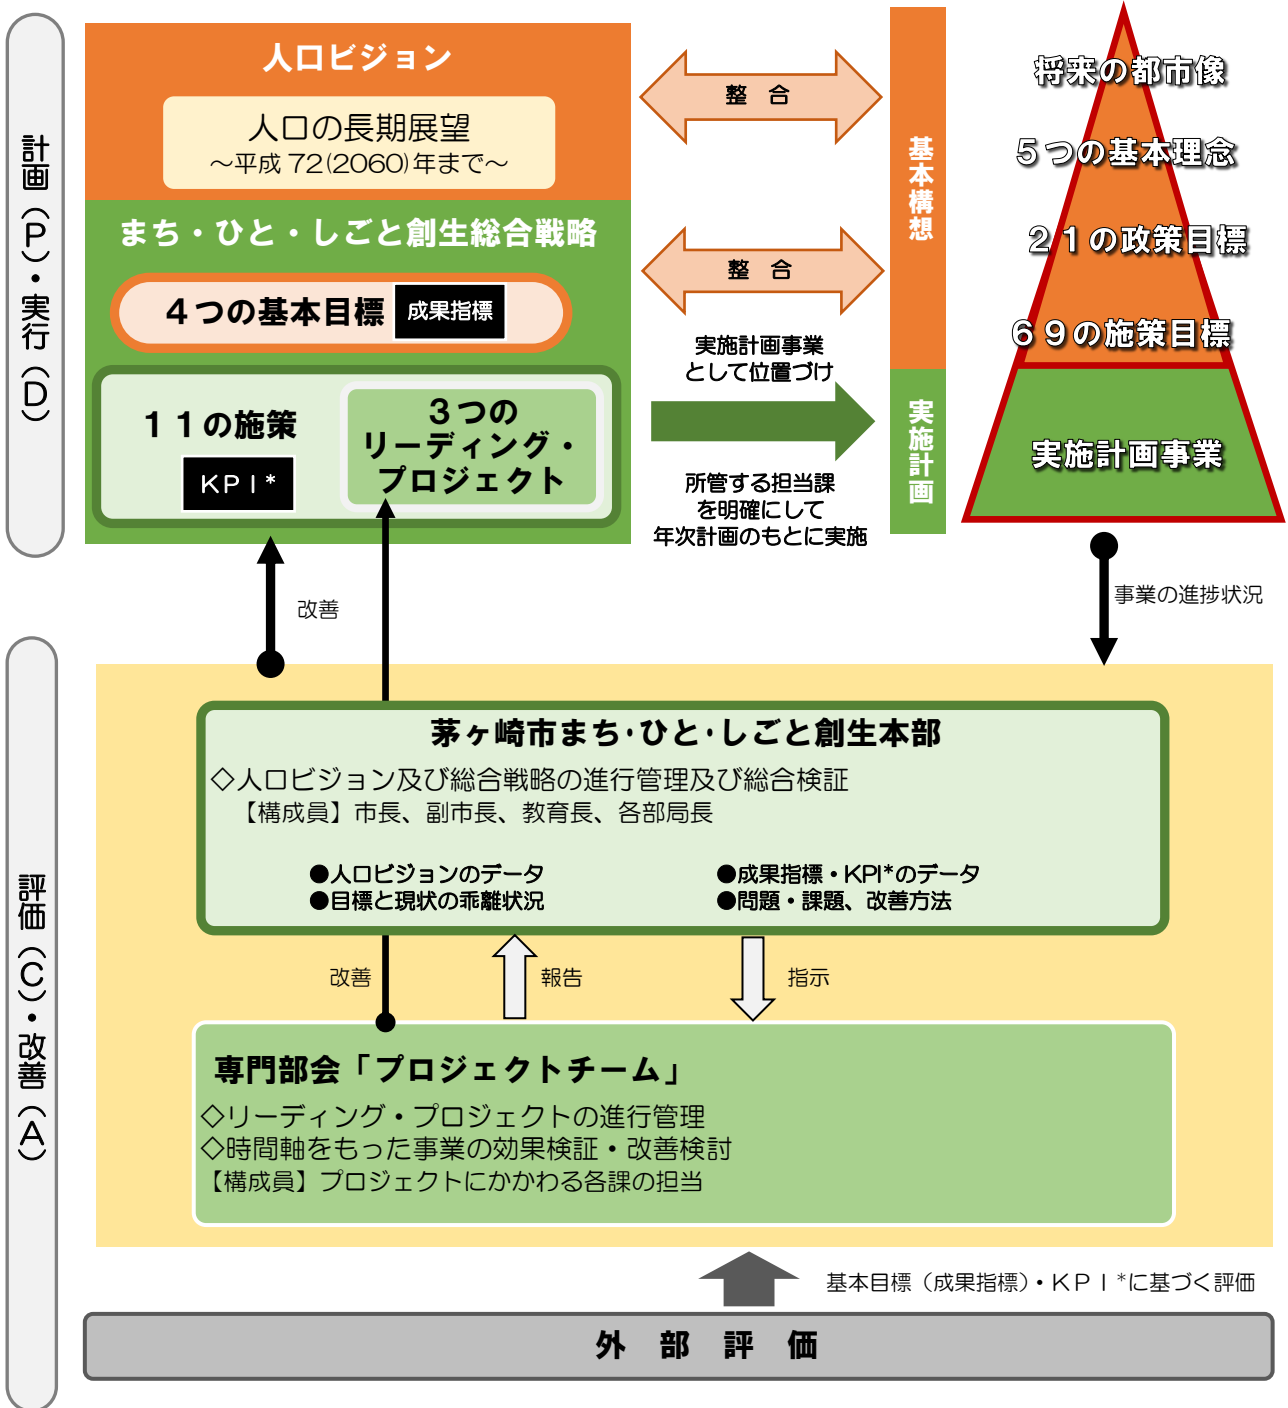 計画（P）・実行（D）
人口ビジョン
人口の長期展望
～平成 72(2060)年まで～
まち・ひと・しごと創生総合戦略
４つの基本目標
成果指標
１１の施策
ＫＰＩ*
３つの
リーディング・
プロジェクト
整　合
整　合
実施計画事業
として位置づけ
所管する担当課
を明確にして
年次計画のもとに実施
基本構想
実施計画
将来の都市像
５つの基本理念
２１の政策目標
６９の施策目標
実施計画事業
改善
事業の進捗状況
評価（C）・改善（A）
茅ヶ崎市まち･ひと･しごと創生本部
◇人口ビジョン及び総合戦略の進行管理及び総合検証
【構成員】市長、副市長、教育長、各部局長
●人口ビジョンのデータ
●目標と現状の乖離状況
●成果指標・KPI*のデータ
●問題・課題、改善方法
改善
報告
指示
専門部会「プロジェクトチーム」
◇リーディング・プロジェクトの進行管理
◇時間軸をもった事業の効果検証・改善検討
【構成員】プロジェクトにかかわる各課の担当
基本目標（成果指標）・ＫＰＩ*に基づく評価
外　部　評　価